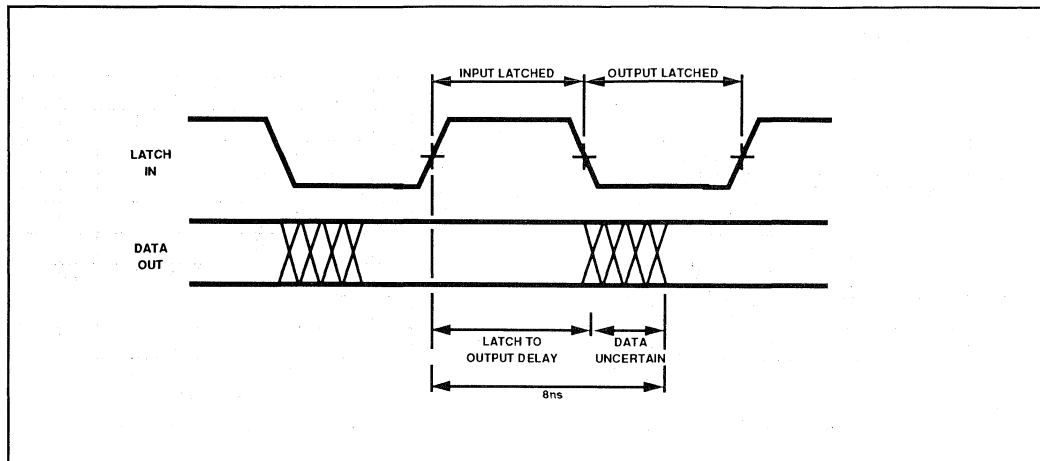 INPUT LATCHED
OUTPUT LATCHED
LATCH
IN
DATA
OUT
LATCH TO
OUTPUT DELAY
DATA
UNCERTAIN
8ns